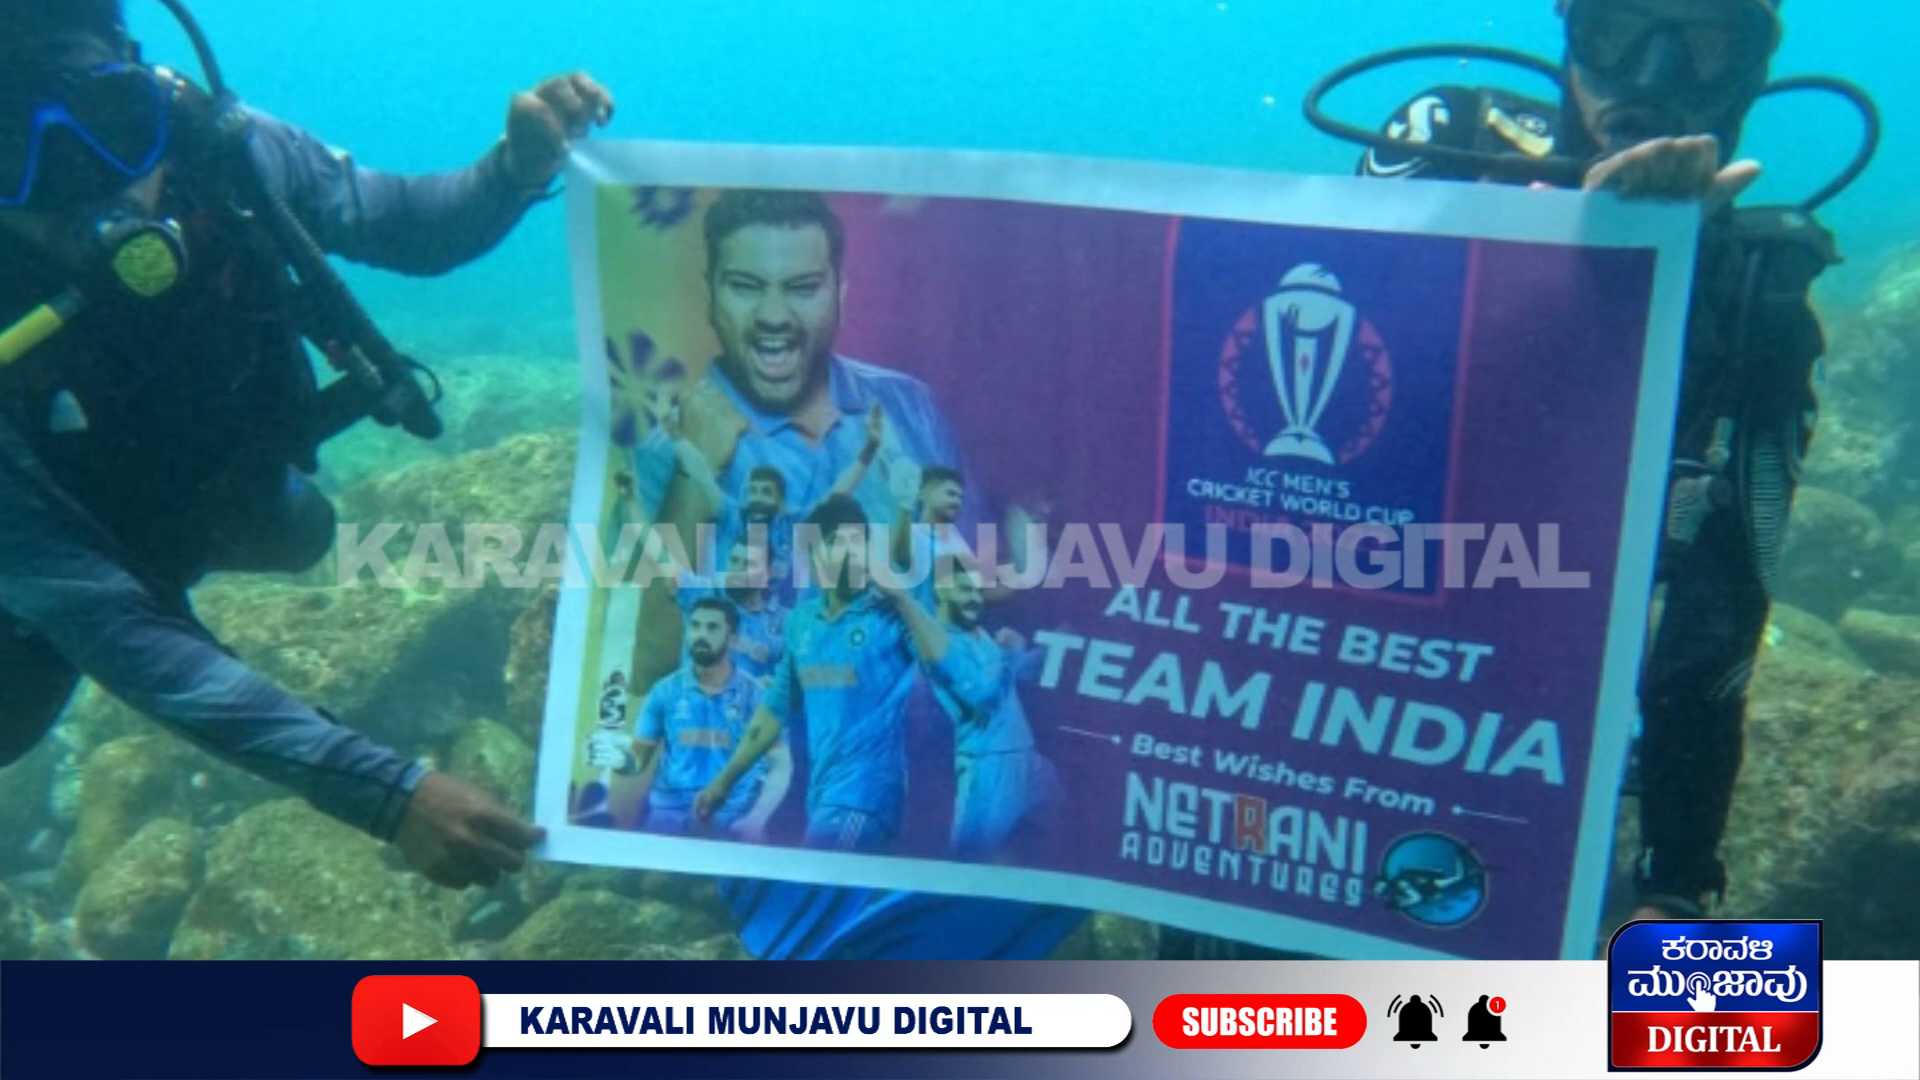 ICC MEN'S
CRICKET WORLD CUP
KARAVALI MUNJAVU DIGITAL
ALL THE BEST
TEAM INDIA
Best Wishes From
NETRANI
ADVENTURES
ಕರಾವಳಿ
ಮುಂಜಾವು
DIGITAL
KARAVALI MUNJAVU DIGITAL
SUBSCRIBE
1